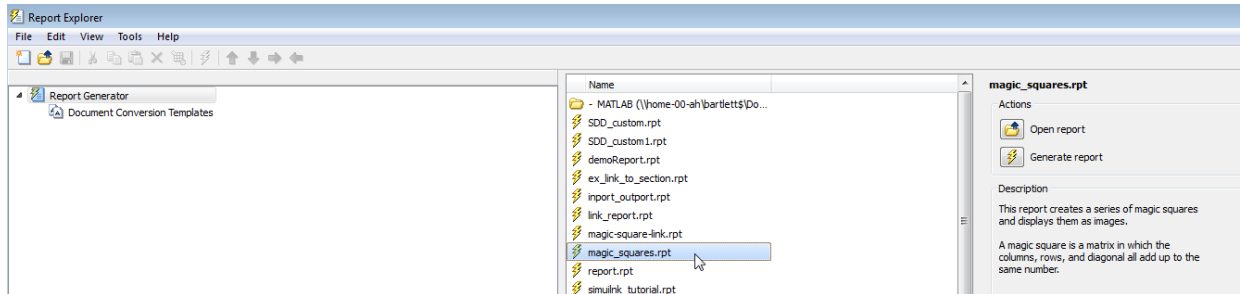 Report Explorer
File Edit View Tools Help
Report Generator
Document Conversion Templates
Name
- MATLAB (\\home-00-ah\bartlett$\Do...
SDD_custom.rpt
SDD_custom1.rpt
demoReport.rpt
ex_link_to_section.rpt
inport_outport.rpt
link_report.rpt
magic-square-link.rpt
magic_squares.rpt
report.rpt
simuilnk_tutorial.rpt
magic_squares.rpt
Actions
Open report
Generate report
Description
This report creates a series of magic squares
and displays them as images.
A magic square is a matrix in which the
columns, rows, and diagonal all add up to the
same number.